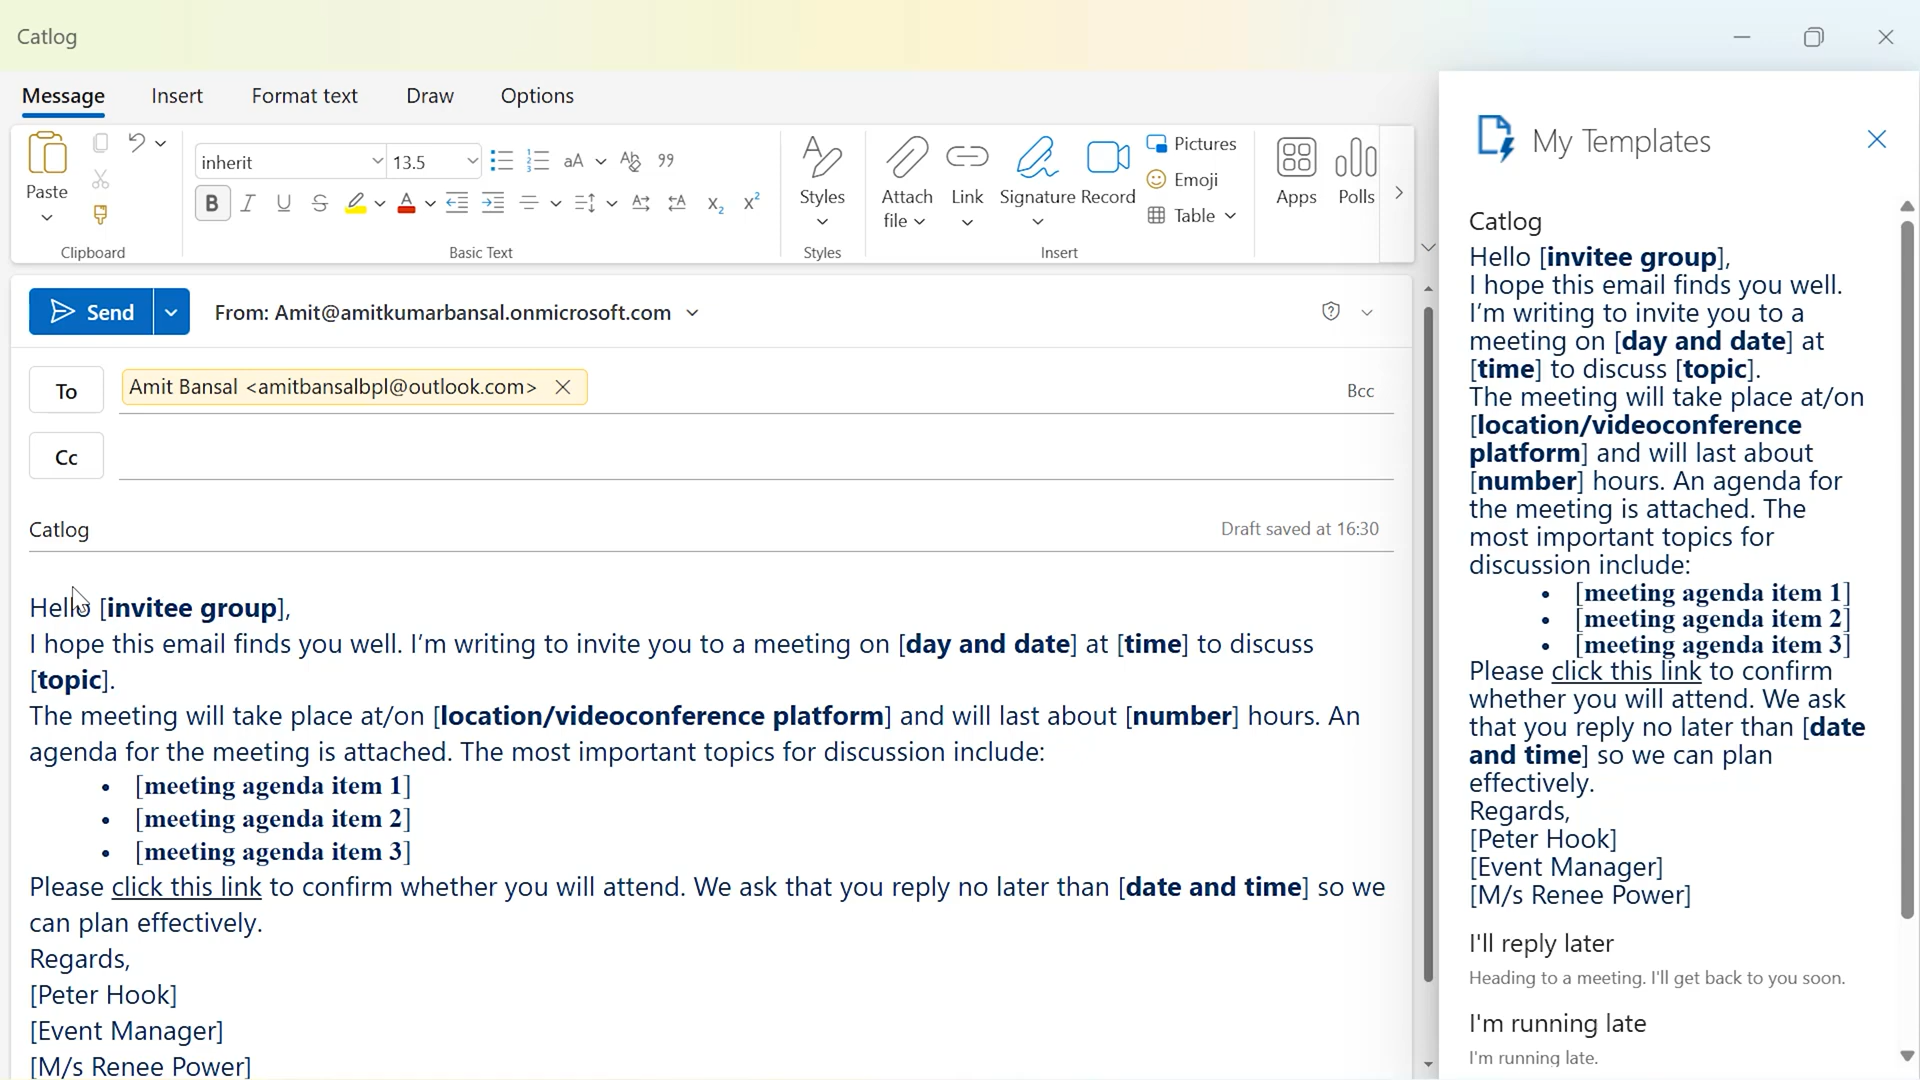 Catlog
Message Insert Format text Draw Options
Paste
Clipboard
inherit 13.5
Basic Text
Styles
Styles
Attach file
Link
Signature
Record
Pictures
Emoji
Table
Insert
Apps
Polls
Send From: Amit@amitkumarbansal.onmicrosoft.com
To Amit Bansal <amitbansalbpl@outlook.com> Bcc
Cc
Catlog Draft saved at 16:30
Hello [invitee group],
I hope this email finds you well. I'm writing to invite you to a meeting on [day and date] at [time] to discuss
[topic].
The meeting will take place at/on [location/videoconference platform] and will last about [number] hours. An
agenda for the meeting is attached. The most important topics for discussion include:
• [meeting agenda item 1]
• [meeting agenda item 2]
• [meeting agenda item 3]
Please click this link to confirm whether you will attend. We ask that you reply no later than [date and time] so we
can plan effectively.
Regards,
[Peter Hook]
[Event Manager]
[M/s Renee Power]
My Templates
Catlog
Hello [invitee group],
I hope this email finds you well.
I'm writing to invite you to a
meeting on [day and date] at
[time] to discuss [topic].
The meeting will take place at/on
[location/videoconference
platform] and will last about
[number] hours. An agenda for
the meeting is attached. The
most important topics for
discussion include:
• [meeting agenda item 1]
• [meeting agenda item 2]
• [meeting agenda item 3]
Please click this link to confirm
whether you will attend. We ask
that you reply no later than [date
and time] so we can plan
effectively.
Regards,
[Peter Hook]
[Event Manager]
[M/s Renee Power]
I'll reply later
Heading to a meeting. I'll get back to you soon.
I'm running late
I'm running late.